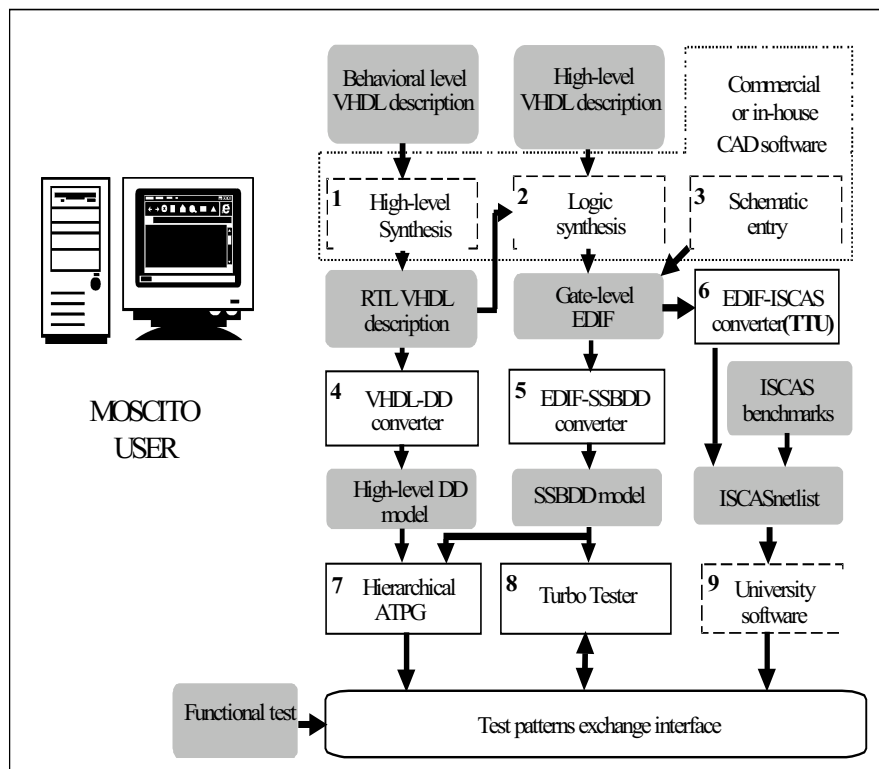 Behavioral level
VHDL description
High-level
VHDL description
Commercial
or in-house
CAD software
1
High-level
Synthesis
2
Logic
synthesis
3
Schematic
entry
RTL VHDL
description
Gate-level
EDIF
6
EDIF-ISCAS
converter(TTU)
MOSCITO
USER
4
VHDL-DD
converter
5
EDIF-SSBDD
converter
ISCAS
benchmarks
High-level DD
model
SSBDD model
ISCASnetlist
7
Hierarchical
ATPG
8
Turbo Tester
9
University
software
Functional test
Test patterns exchange interface